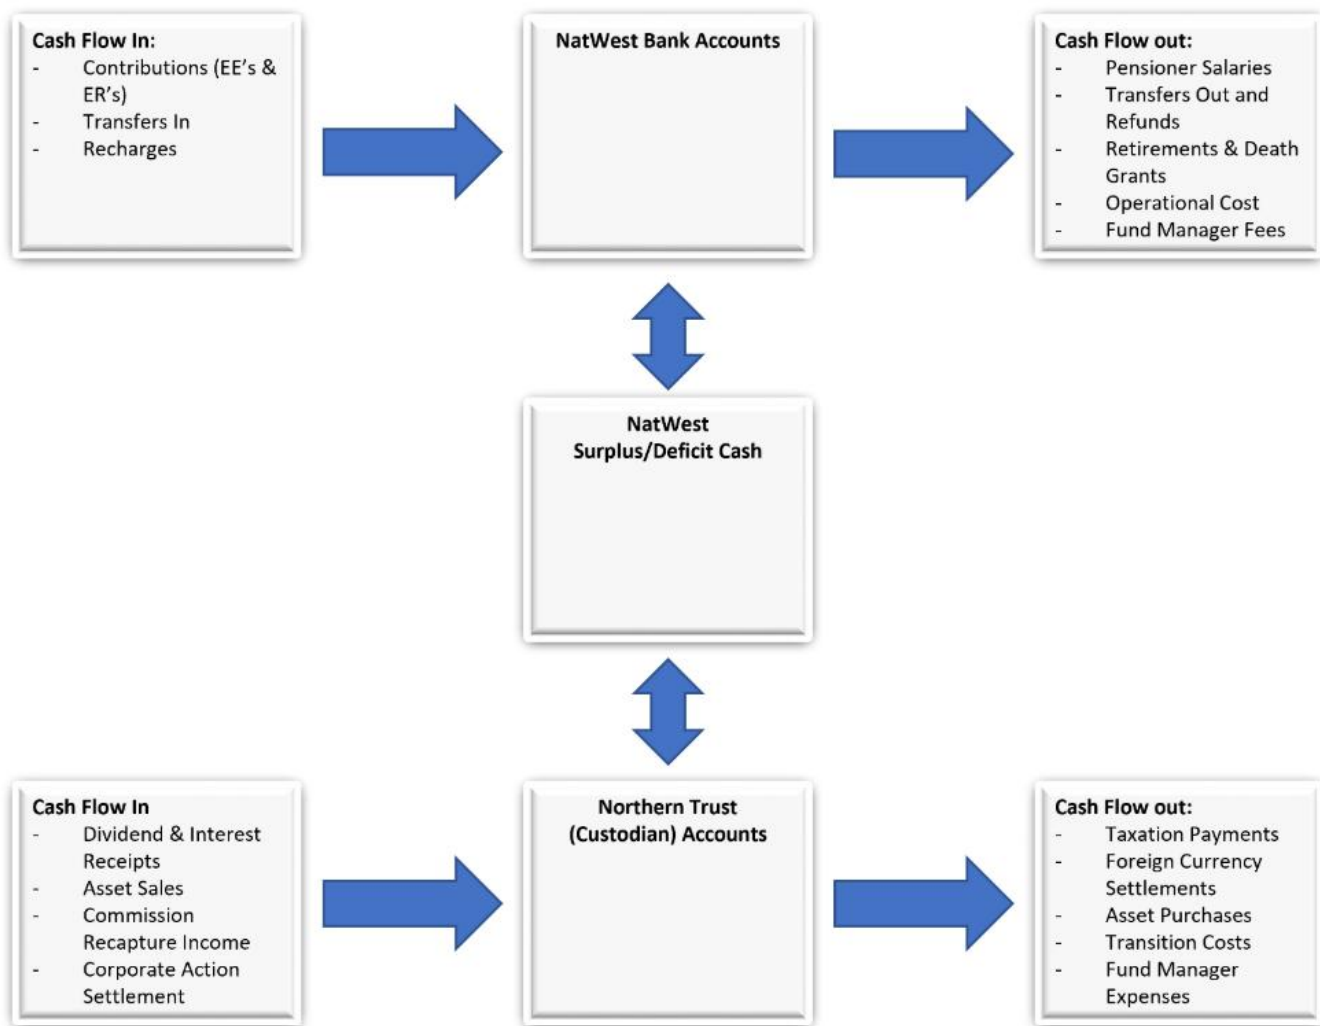 Cash Flow In:
- Contributions (EE's &
ER's)
- Transfers In
- Recharges
NatWest Bank Accounts
Cash Flow out:
- Pensioner Salaries
- Transfers Out and
Refunds
- Retirements & Death
Grants
- Operational Cost
- Fund Manager Fees
NatWest
Surplus/Deficit Cash
Cash Flow In
- Dividend & Interest
Receipts
- Asset Sales
- Commission
Recapture Income
- Corporate Action
Settlement
Northern Trust
(Custodian) Accounts
Cash Flow out:
- Taxation Payments
- Foreign Currency
Settlements
- Asset Purchases
- Transition Costs
- Fund Manager
Expenses